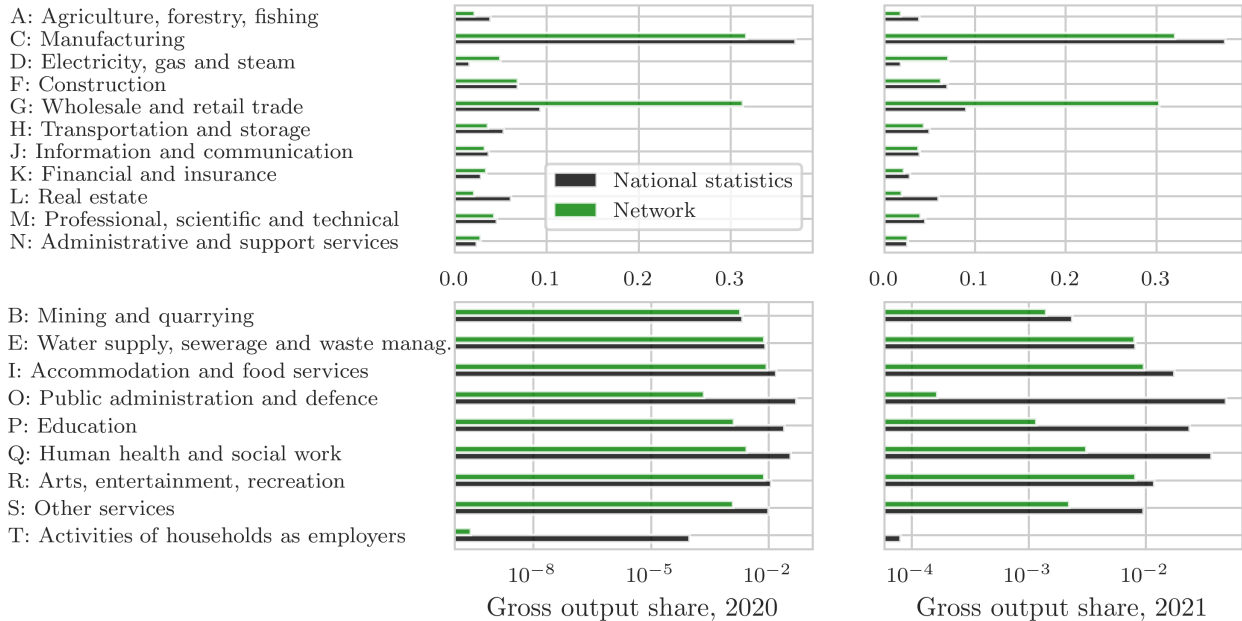 A: Agriculture, forestry, fishing
C: Manufacturing
D: Electricity, gas and steam
F: Construction
G: Wholesale and retail trade
H: Transportation and storage
J: Information and communication
K: Financial and insurance
L: Real estate
M: Professional, scientific and technical
N: Administrative and support services
National statistics
Network
0.0 0.1 0.2 0.3
0.0 0.1 0.2 0.3
B: Mining and quarrying
E: Water supply, sewerage and waste manag.
I: Accommodation and food services
O: Public administration and defence
P: Education
Q: Human health and social work
R: Arts, entertainment, recreation
S: Other services
T: Activities of households as employers
10⁻⁸ 10⁻⁵ 10⁻²
10⁻⁴ 10⁻³ 10⁻²
Gross output share, 2020
Gross output share, 2021